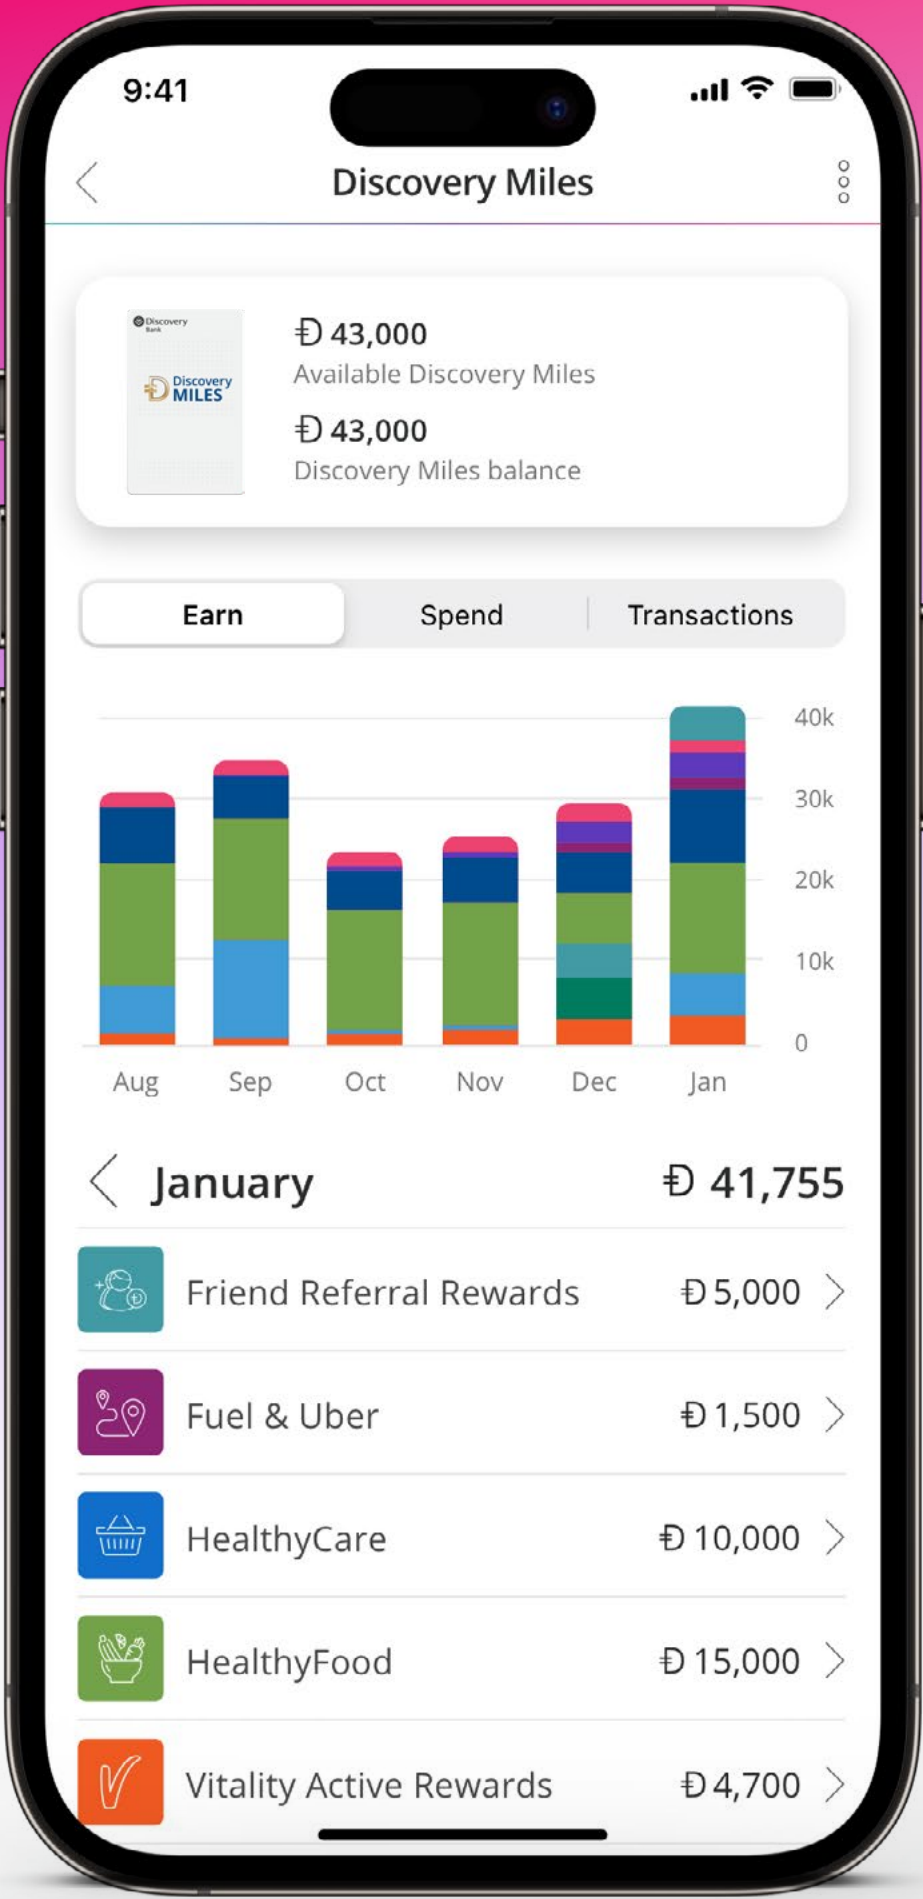 9:41
Discovery Miles
Discovery
Bank
Discovery
MILES
Đ 43,000
Available Discovery Miles
Đ 43,000
Discovery Miles balance
Earn Spend Transactions
40k
30k
20k
10k
0
Aug Sep Oct Nov Dec Jan
January Đ 41,755
Friend Referral Rewards Đ 5,000
Fuel & Uber Đ 1,500
HealthyCare Đ 10,000
HealthyFood Đ 15,000
Vitality Active Rewards Đ 4,700